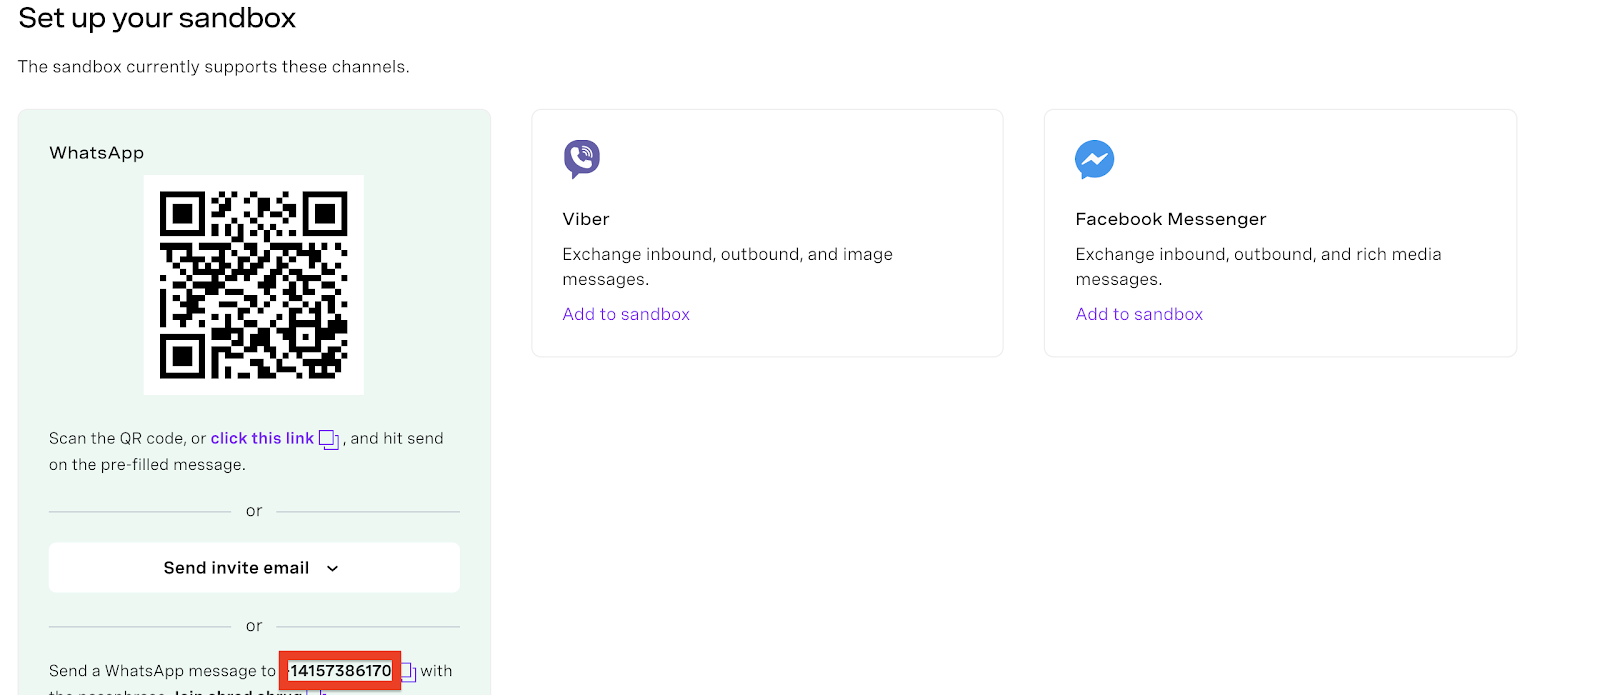 Set up your sandbox
The sandbox currently supports these channels.
WhatsApp
Scan the QR code, or click this link , and hit send
on the pre-filled message.
or
Send invite email
or
Send a WhatsApp message to 14157386170 with
the passphrase
Viber
Exchange inbound, outbound, and image
messages.
Add to sandbox
Facebook Messenger
Exchange inbound, outbound, and rich media
messages.
Add to sandbox